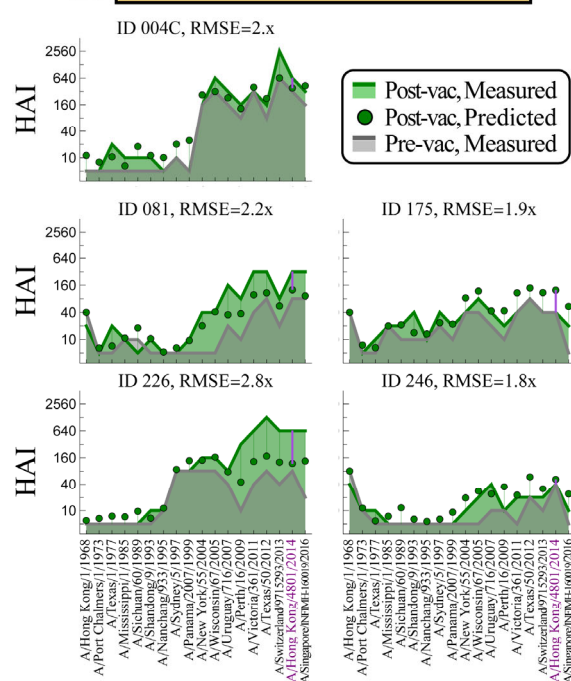 ID 004C, RMSE=2.x
HAI
2560
640
160
40
10
Post-vac, Measured
Post-vac, Predicted
Pre-vac, Measured
ID 081, RMSE=2.2x
HAI
2560
640
160
40
10
ID 175, RMSE=1.9x
ID 226, RMSE=2.8x
HAI
2560
640
160
40
10
ID 246, RMSE=1.8x
A/Hong Kong/1/1968
A/Port Chalmers/1/1973
A/Texas/1/1977
A/Mississippi/1/1985
A/Sichuan/60/1989
A/Shandong/9/1993
A/Nanchang/933/1995
A/Sydney/5/1997
A/Panama/2007/1999
A/New York/55/2004
A/Wisconsin/67/2005
A/Uruguay/716/2007
A/Perth/16/2009
A/Victoria/361/2011
A/Texas/50/2012
A/Switzerland/9715293/2013
A/Hong Kong/4801/2014
A/Singapore/INFIMH-160019/2016
A/Hong Kong/1/1968
A/Port Chalmers/1/1973
A/Texas/1/1977
A/Mississippi/1/1985
A/Sichuan/60/1989
A/Shandong/9/1993
A/Nanchang/933/1995
A/Sydney/5/1997
A/Panama/2007/1999
A/New York/55/2004
A/Wisconsin/67/2005
A/Uruguay/716/2007
A/Perth/16/2009
A/Victoria/361/2011
A/Texas/50/2012
A/Switzerland/9715293/2013
A/Hong Kong/4801/2014